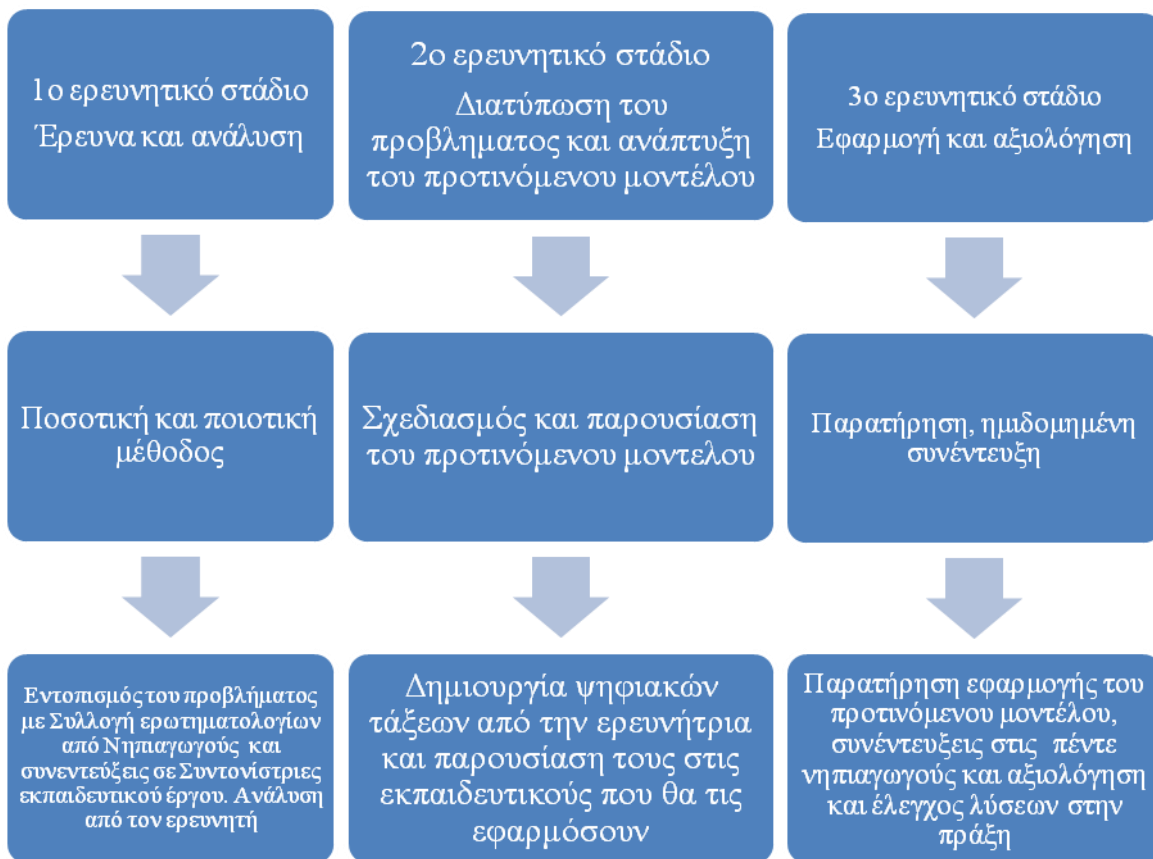 1ο ερευνητικό στάδιο
Έρευνα και ανάλυση
2ο ερευνητικό στάδιο
Διατύπωση του
προβληματος και ανάπτυξη
του προτινόμενου μοντέλου
3ο ερευνητικό στάδιο
Εφαρμογή και αξιολόγηση
Ποσοτική και ποιοτική
μέθοδος
Σχεδιασμός και παρουσίαση
του προτινόμενου μοντελου
Παρατήρηση, ημιδομημένη
συνέντευξη
Εντοπισμός του προβλήματος
με Συλλογή ερωτηματολογίων
από Νηπιαγωγούς και
συνεντεύξεις σε Συντονίστριες
εκπαιδευτικού έργου. Ανάλυση
από τον ερευνητή
Δημιουργία ψηφιακών
τάξεων από την ερευνήτρια
και παρουσίαση τους στις
εκπαιδευτικούς που θα τις
εφαρμόσουν
Παρατήρηση εφαρμογής του
προτινόμενου μοντέλου,
συνέντευξεις στις πέντε
νηπιαγωγούς και αξιολόγηση
και έλεγχος λύσεων στην
πράξη